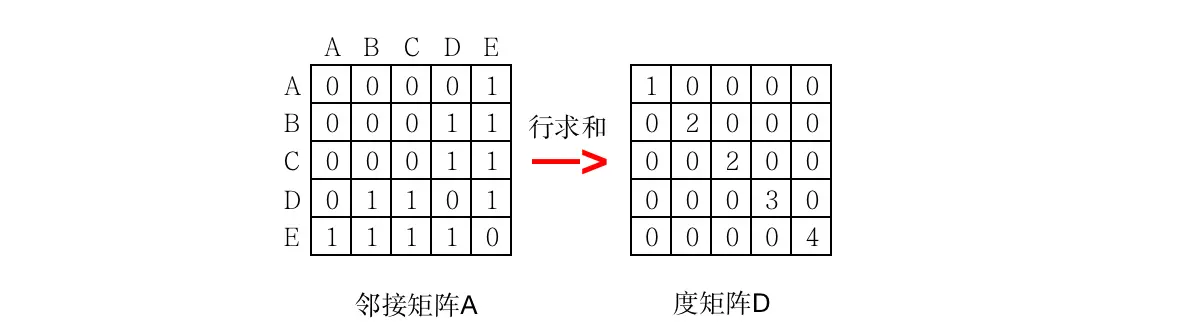 A B C D E
A 0 0 0 0 1
B 0 0 0 1 1
C 0 0 0 1 1
D 0 1 1 0 1
E 1 1 1 1 0
行求和
1 0 0 0 0
0 2 0 0 0
0 0 2 0 0
0 0 0 3 0
0 0 0 0 4
邻接矩阵A
度矩阵D